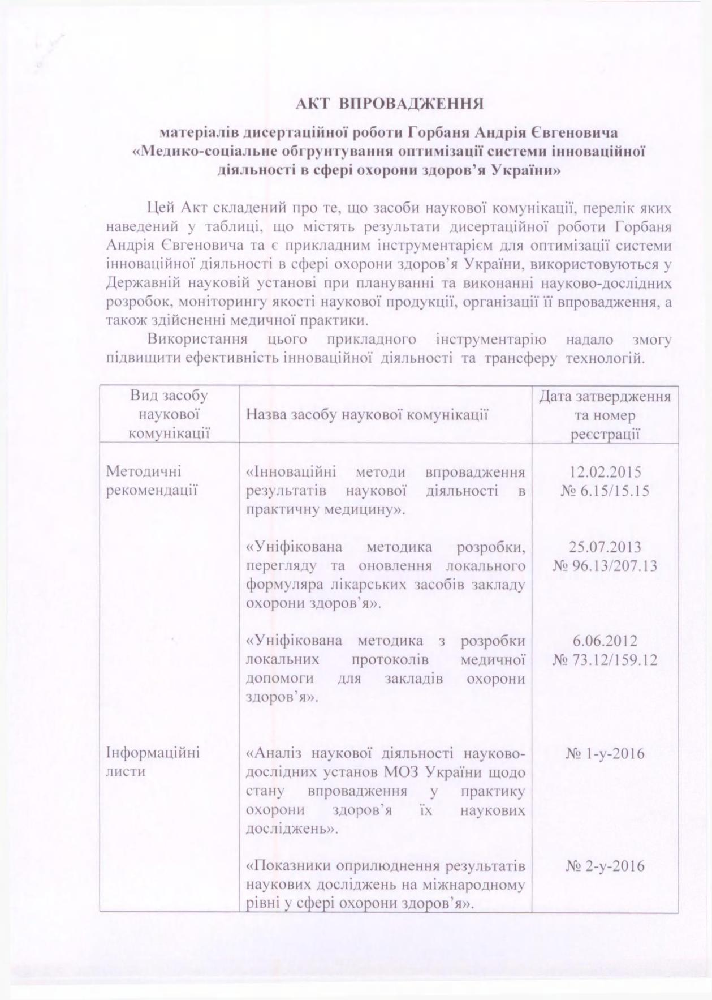 АКТ ВПРОВАДЖЕННЯ
матеріалів дисертаційної роботи Горбаня Андрія Євгеновича
«Медико-соціальне обгрунтування оптимізації системи інноваційної
діяльності в сфері охорони здоров’я України»
Цей Акт складений про те, що засоби наукової комунікації, перелік яких
наведений у таблиці, що містять результати дисертаційної роботи Горбаня
Андрія Євгеновича та є прикладним інструментарієм для оптимізації системи
інноваційної діяльності в сфері охорони здоров’я України, використовуються у
Державній науковій установі при плануванні та виконанні науково-дослідних
розробок, моніторингу якості наукової продукції, організації її впровадження, а
також здійсненні медичної практики.
Використання цього прикладного інструментарію надало змогу
підвищити ефективність інноваційної діяльності та трансферу технологій.
Вид засобу
наукової
комунікації
Назва засобу наукової комунікації
Дата затвердження
та номер
реєстрації
Методичні
рекомендації
«Інноваційні методи впровадження
результатів наукової діяльності в
практичну медицину».
12.02.2015
№ 6.15/15.15
«Уніфікована методика розробки,
перегляду та оновлення локального
формуляра лікарських засобів закладу
охорони здоров’я».
25.07.2013
№ 96.13/207.13
«Уніфікована методика з розробки
локальних протоколів медичної
допомоги для закладів охорони
здоров’я».
6.06.2012
№ 73.12/159.12
Інформаційні
листи
«Аналіз наукової діяльності науково-
дослідних установ МОЗ України щодо
стану впровадження у практику
охорони здоров’я їх наукових
досліджень».
№ 1-у-2016
«Показники оприлюднення результатів
наукових досліджень на міжнародному
рівні у сфері охорони здоров’я».
№ 2-у-2016